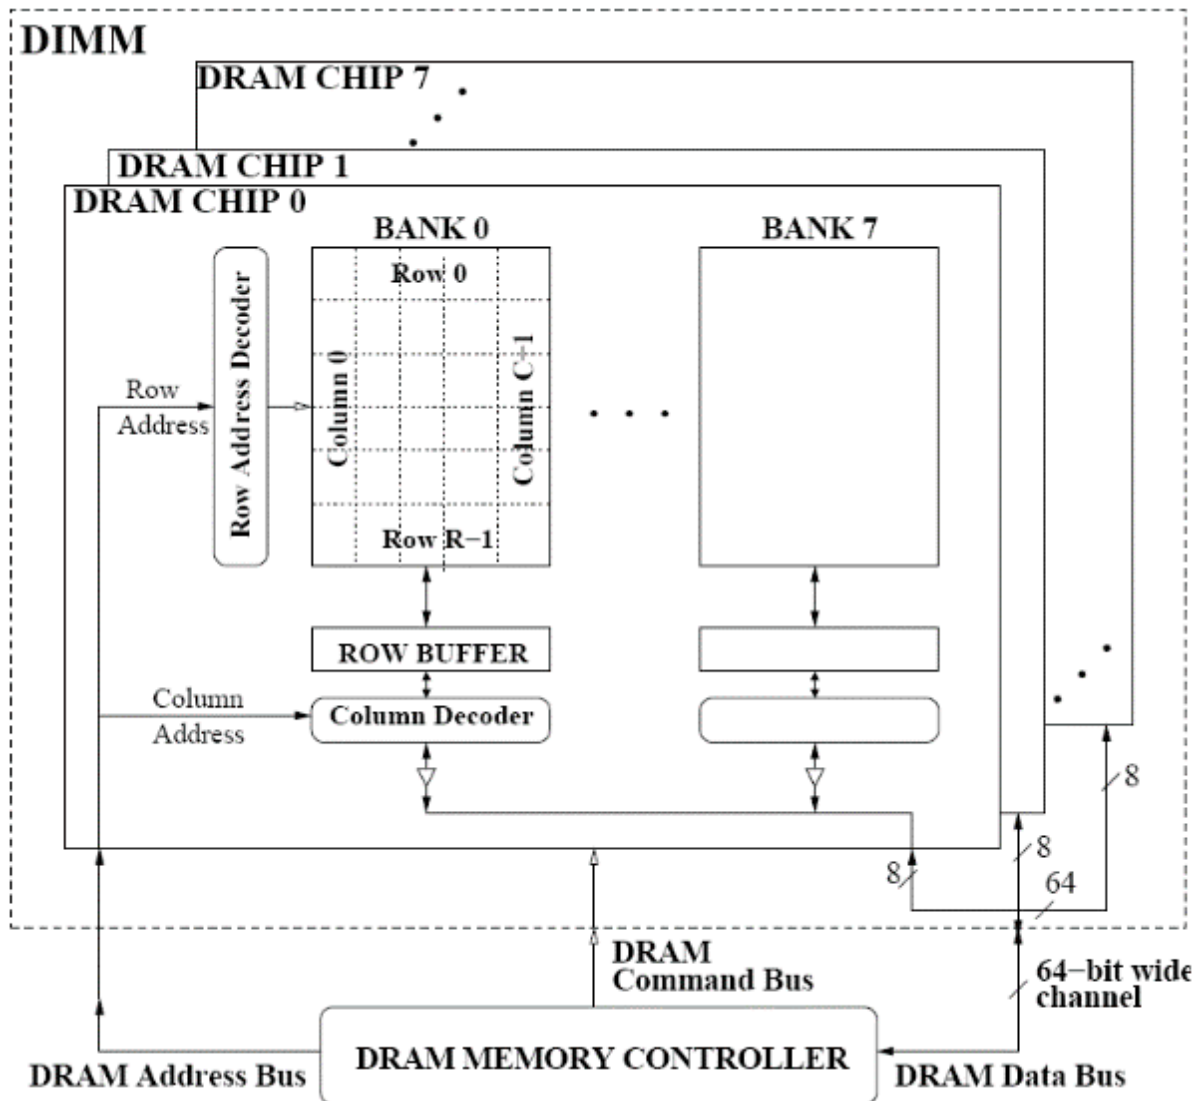 DIMM
DRAM CHIP 7
DRAM CHIP 1
DRAM CHIP 0
BANK 0
BANK 7
Row Address Decoder
Row 0
Column 0
Column C−1
Row
Address
Row R−1
ROW BUFFER
Column
Address
Column Decoder
8
8
8
64
DRAM
Command Bus
64−bit wide
channel
DRAM MEMORY CONTROLLER
DRAM Address Bus
DRAM Data Bus